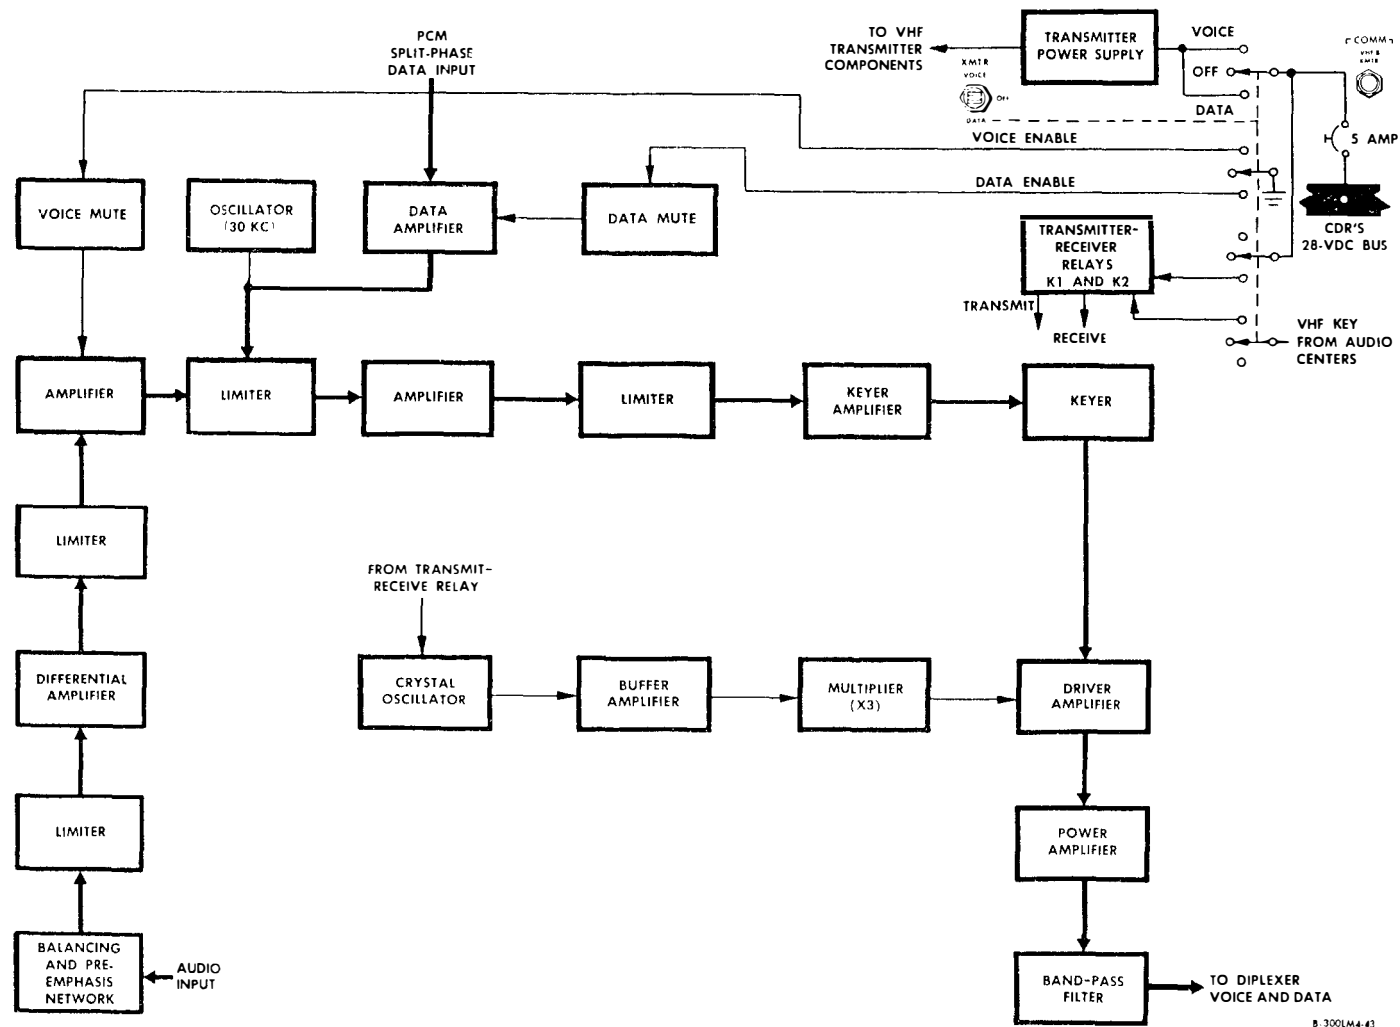 PCM
SPLIT-PHASE
DATA INPUT
TO VHF
TRANSMITTER
COMPONENTS
TRANSMITTER
POWER SUPPLY
VOICE
OFF
DATA
COMM
VHF B
XMTR
XMTR
VOICE
OFF
DATA
5 AMP
VOICE ENABLE
DATA ENABLE
CDR'S
28-VDC BUS
VOICE MUTE
OSCILLATOR
(30 KC)
DATA
AMPLIFIER
DATA MUTE
TRANSMITTER-
RECEIVER
RELAYS
K1 AND K2
TRANSMIT
RECEIVE
VHF KEY
FROM AUDIO
CENTERS
AMPLIFIER
LIMITER
AMPLIFIER
LIMITER
KEYER
AMPLIFIER
KEYER
LIMITER
FROM TRANSMIT-
RECEIVE RELAY
DIFFERENTIAL
AMPLIFIER
CRYSTAL
OSCILLATOR
BUFFER
AMPLIFIER
MULTIPLIER
(X3)
DRIVER
AMPLIFIER
LIMITER
POWER
AMPLIFIER
BALANCING
AND PRE-
EMPHASIS
NETWORK
AUDIO
INPUT
BAND-PASS
FILTER
TO DIPLEXER
VOICE AND DATA
B-300LM4-43